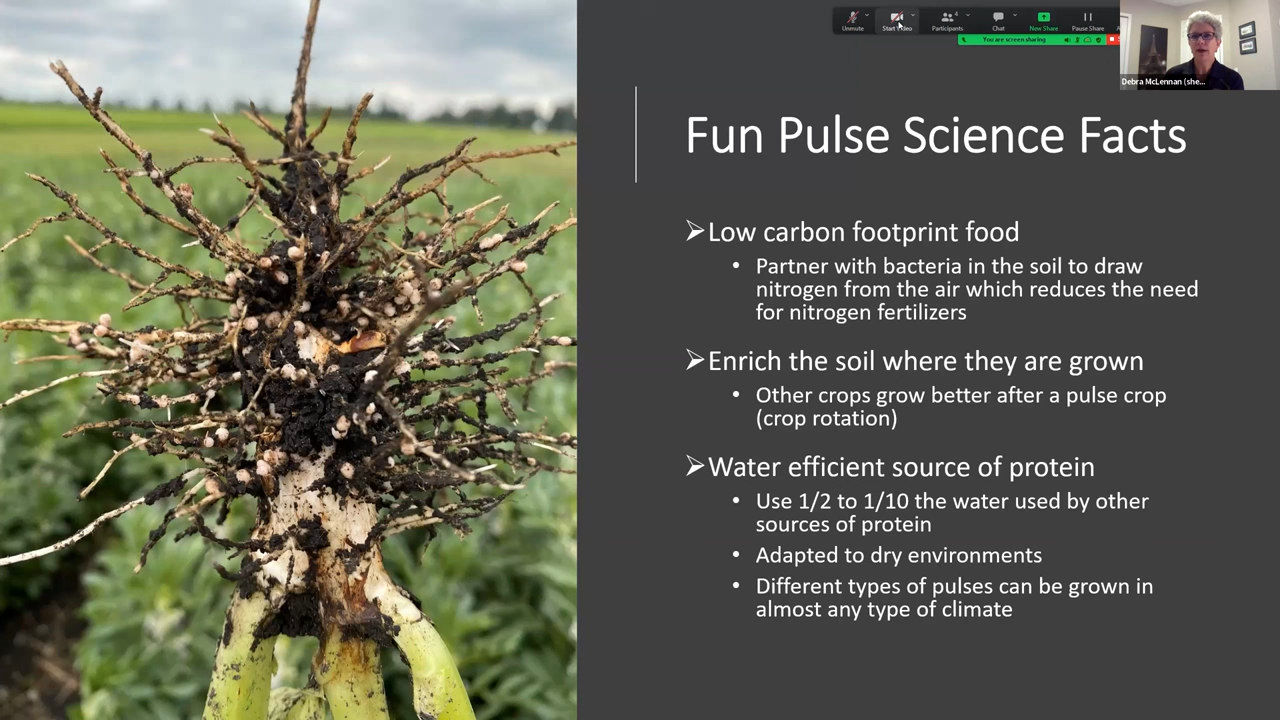 4
Unmute
Start Video
Participants
Chat
New Share
Pause Share
You are screen sharing
Debra McLennan (she...
Fun Pulse Science Facts
➢Low carbon footprint food
• Partner with bacteria in the soil to draw
nitrogen from the air which reduces the need
for nitrogen fertilizers
➢Enrich the soil where they are grown
• Other crops grow better after a pulse crop
(crop rotation)
➢Water efficient source of protein
• Use 1/2 to 1/10 the water used by other
sources of protein
• Adapted to dry environments
• Different types of pulses can be grown in
almost any type of climate